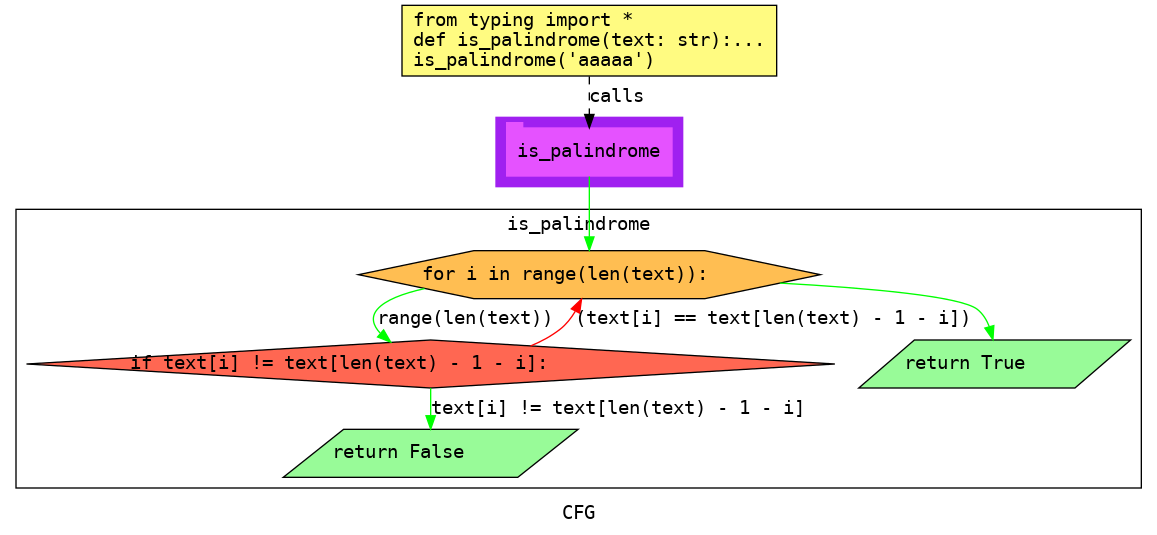 from typing import *
def is_palindrome(text: str):...
is_palindrome('aaaaa')
calls
is_palindrome
is_palindrome
for i in range(len(text)):
range(len(text))
(text[i] == text[len(text) - 1 - i])
if text[i] != text[len(text) - 1 - i]:
return True
text[i] != text[len(text) - 1 - i]
return False
CFG